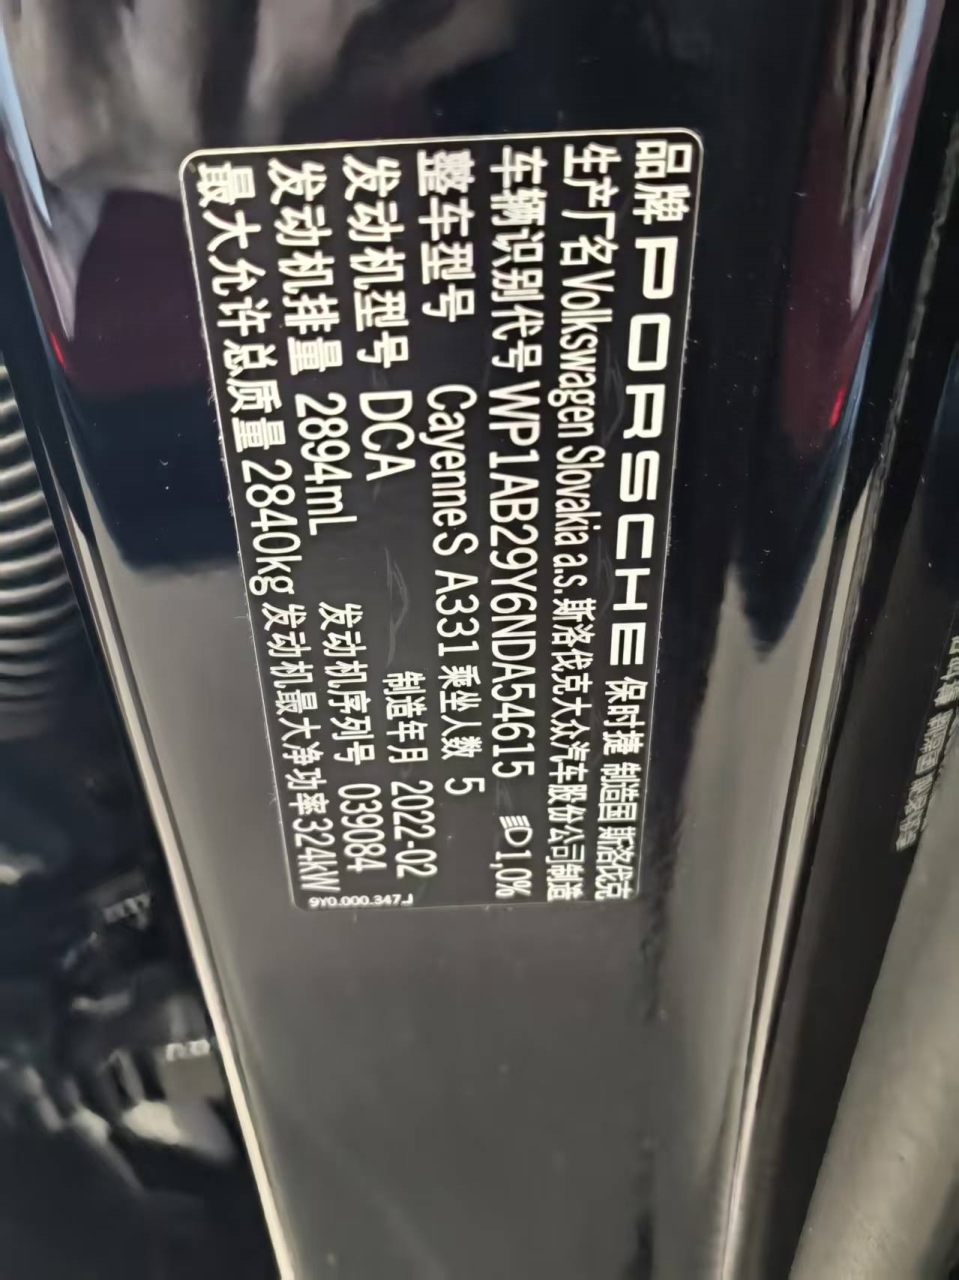 品牌 PORSCHE 保时捷 制造国 斯洛伐克
生产厂名 Volkswagen Slovakia a.s. 斯洛伐克大众汽车股份公司制造
车辆识别代号 WP1AB29Y6NDA54615 1,0%
整车型号 CayenneS A331 乘坐人数 5
发动机型号 DCA 制造年月 2022-02
发动机排量 2894mL 发动机序列号 039084
最大允许总质量 2840kg 发动机最大净功率 324kW
9Y0.000.347J